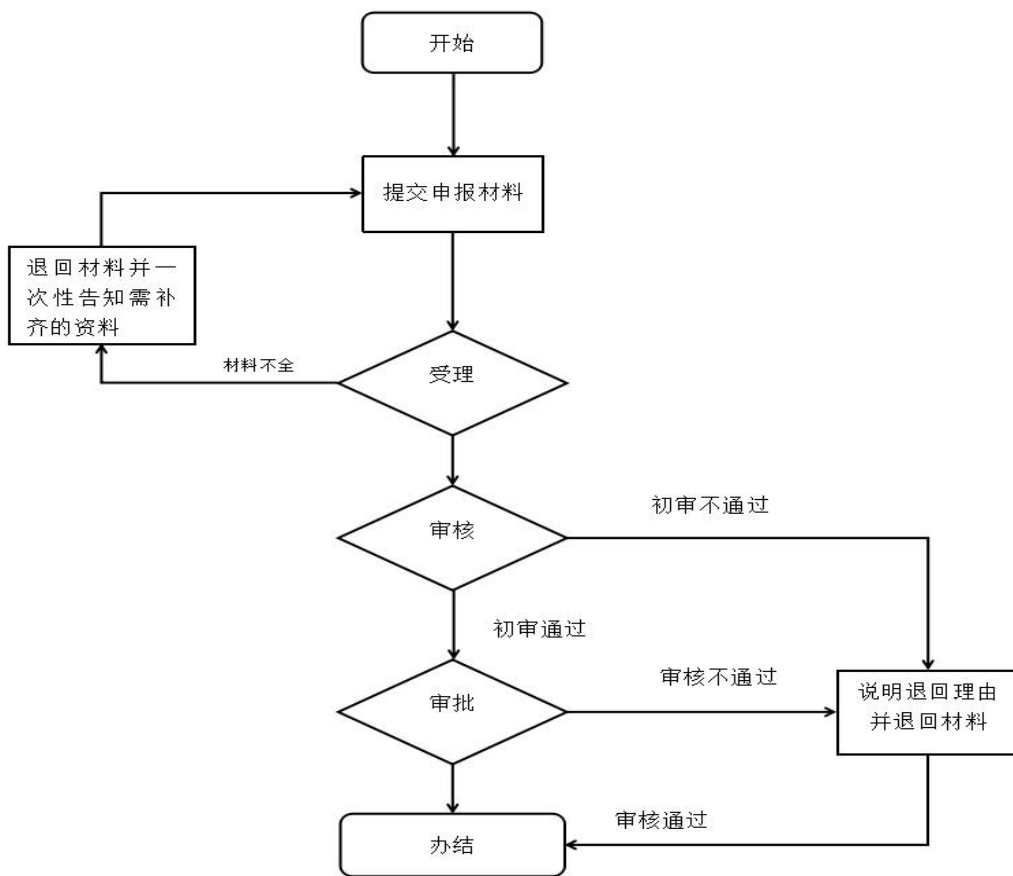 开始
提交申报材料
退回材料并一
次性告知需补
齐的资料
材料不全
受理
审核
初审不通过
初审通过
审批
审核不通过
说明退回理由
并退回材料
审核通过
办结